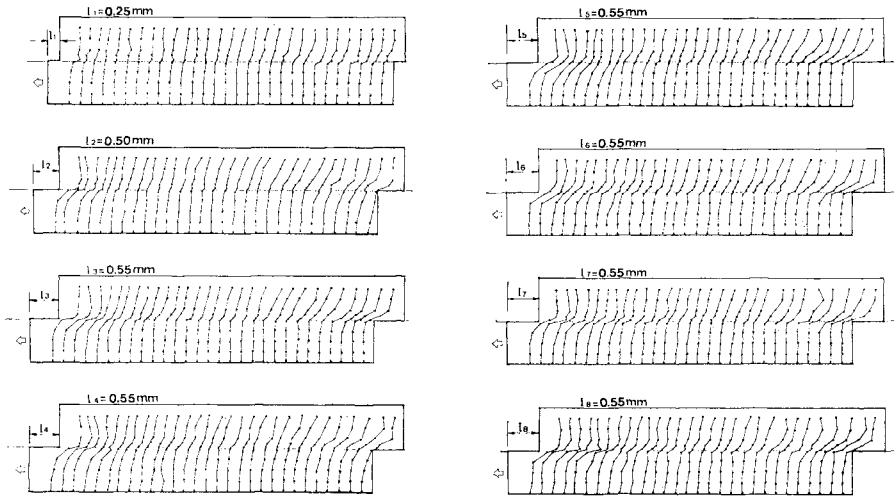 l₁=0.25mm
l₁
l₂=0.50mm
l₂
l₃=0.55mm
l₃
l₄=0.55mm
l₄
l₅=0.55mm
l₅
l₆=0.55mm
l₆
l₇=0.55mm
l₇
l₈=0.55mm
l₈